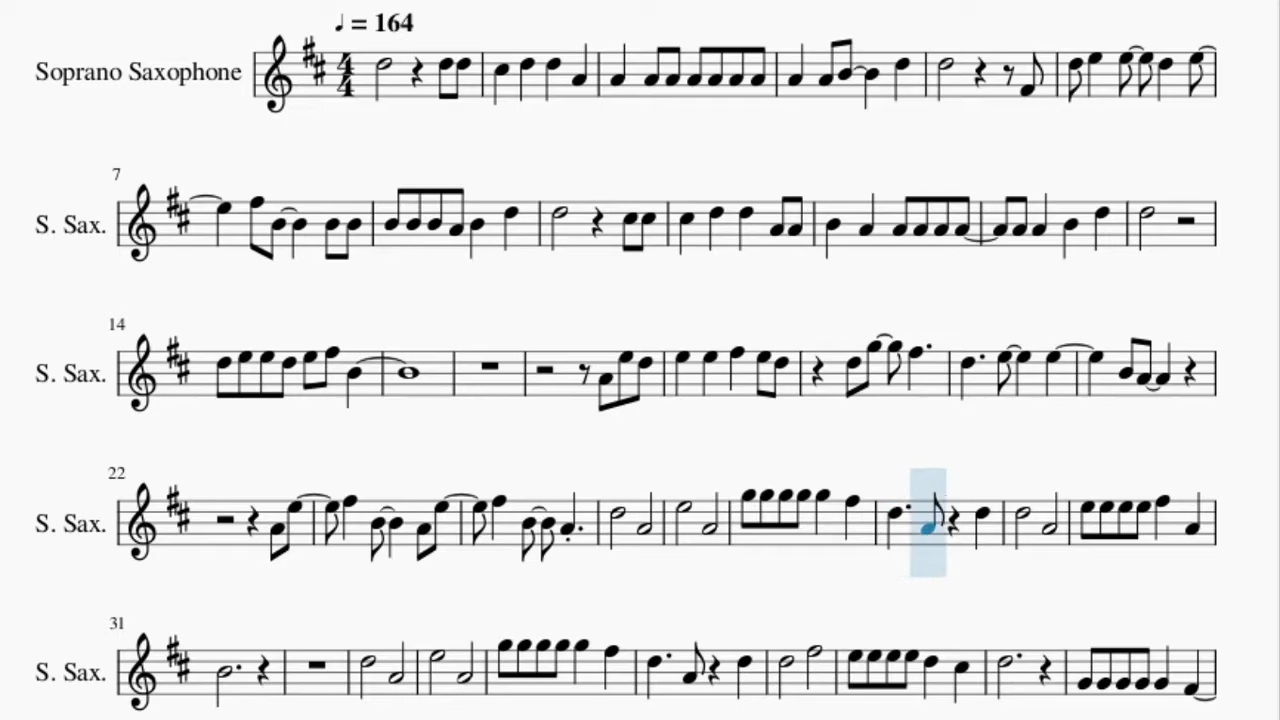 ♩ = 164
Soprano Saxophone
4
4
7
S. Sax.
14
S. Sax.
22
S. Sax.
31
S. Sax.